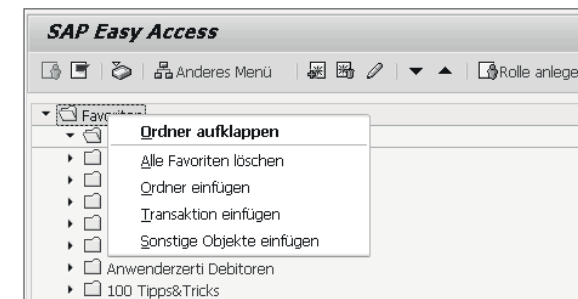 SAP Easy Access
Anderes Menü Rolle anlege
Favoriten
Ordner aufklappen
Alle Favoriten löschen
Ordner einfügen
Transaktion einfügen
Sonstige Objekte einfügen
Anwenderzerti Debitoren
100 Tipps&Tricks